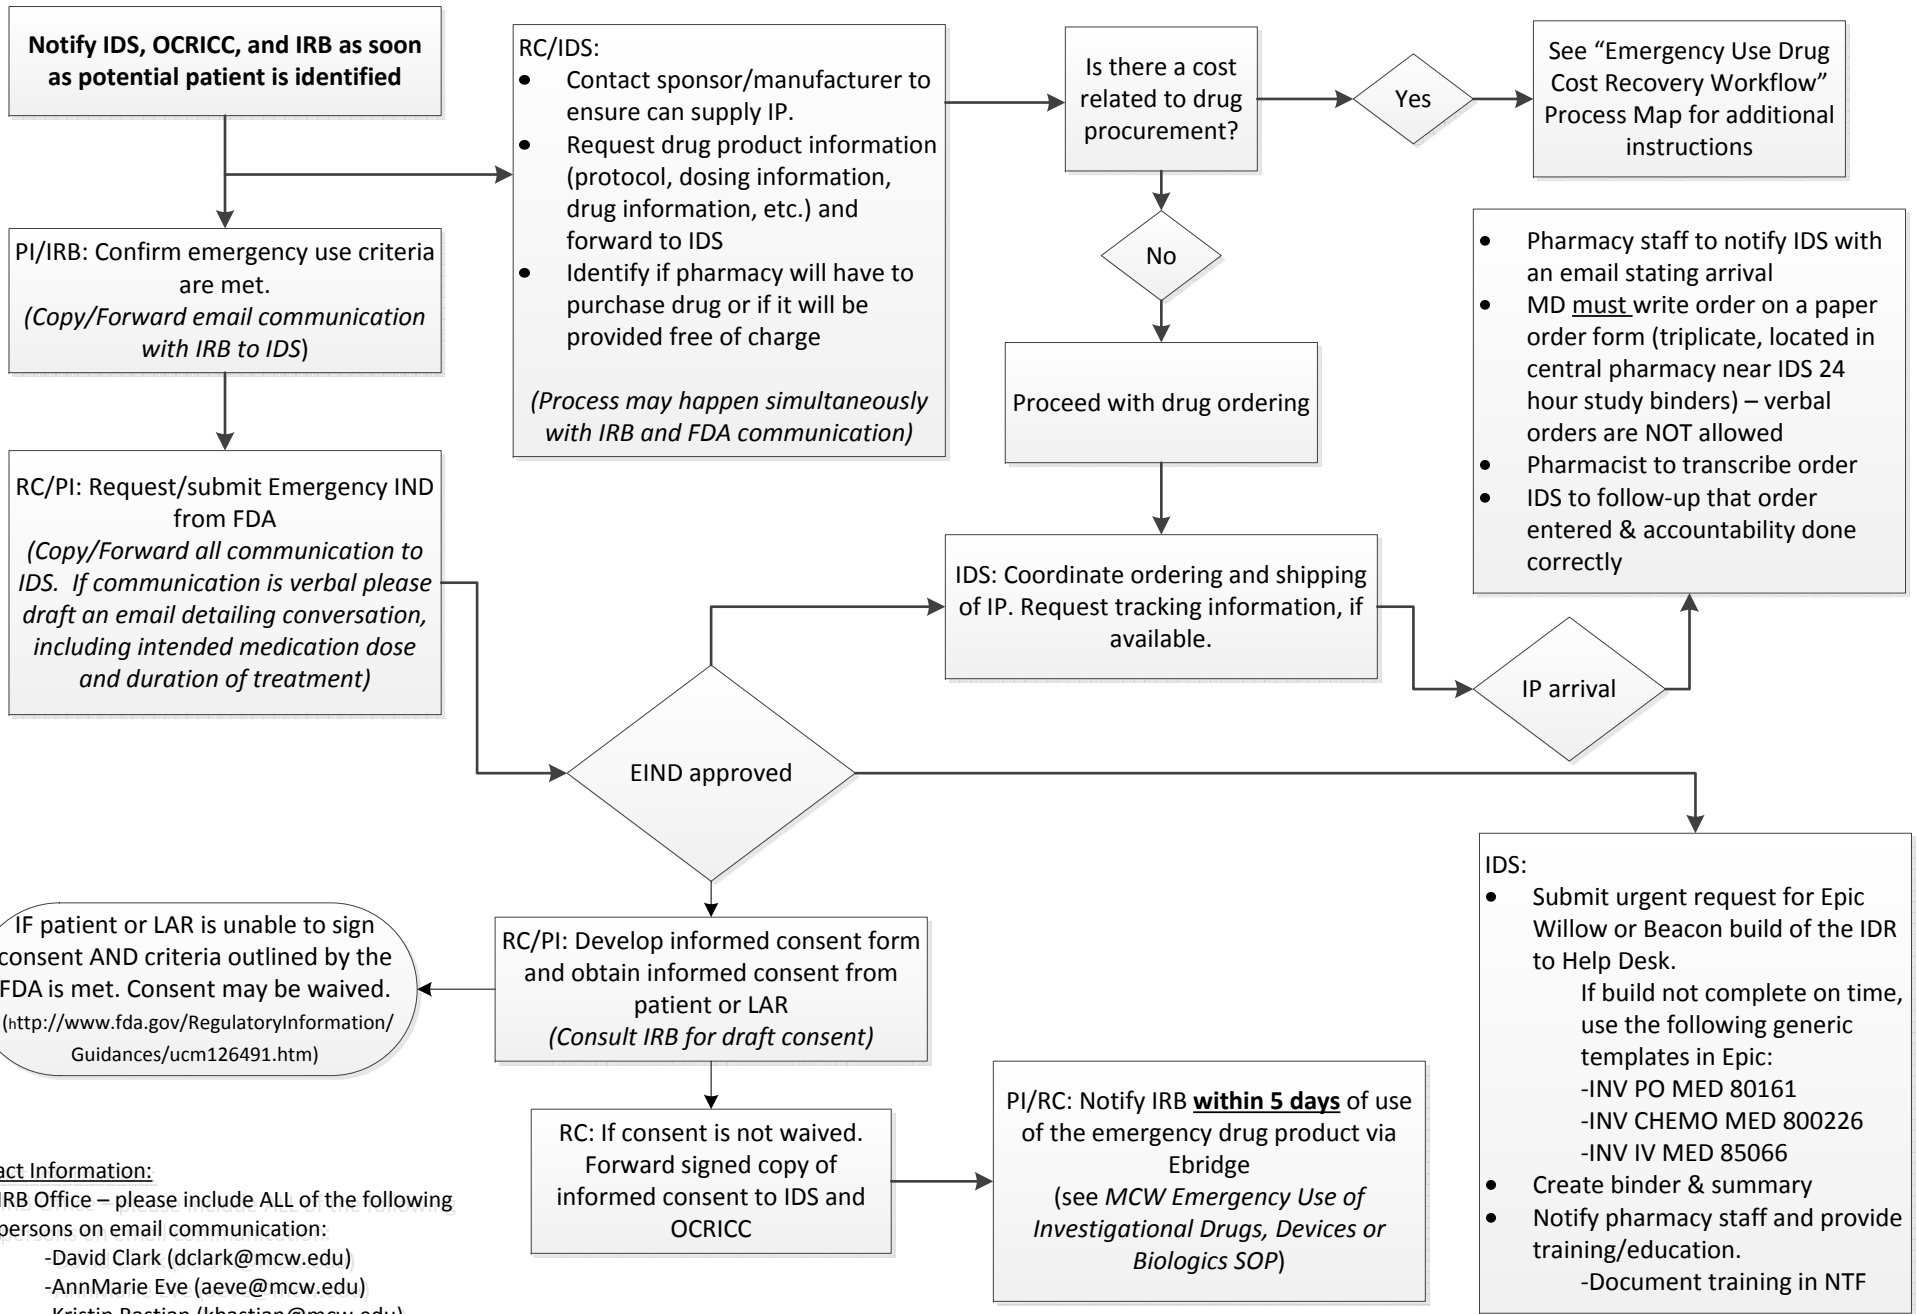 Notify IDS, OCRICC, and IRB as soon
as potential patient is identified
PI/IRB: Confirm emergency use criteria
are met.
(Copy/Forward email communication
with IRB to IDS)
RC/PI: Request/submit Emergency IND
from FDA
(Copy/Forward all communication to
IDS. If communication is verbal please
draft an email detailing conversation,
including intended medication dose
and duration of treatment)
RC/IDS:
• Contact sponsor/manufacturer to
ensure can supply IP.
• Request drug product information
(protocol, dosing information,
drug information, etc.) and
forward to IDS
• Identify if pharmacy will have to
purchase drug or if it will be
provided free of charge
(Process may happen simultaneously
with IRB and FDA communication)
Is there a cost
related to drug
procurement?
Yes
See “Emergency Use Drug
Cost Recovery Workflow”
Process Map for additional
instructions
No
Proceed with drug ordering
IDS: Coordinate ordering and shipping
of IP. Request tracking information, if
available.
IP arrival
• Pharmacy staff to notify IDS with
an email stating arrival
• MD must write order on a paper
order form (triplicate, located in
central pharmacy near IDS 24
hour study binders) – verbal
orders are NOT allowed
• Pharmacist to transcribe order
• IDS to follow-up that order
entered & accountability done
correctly
EIND approved
IF patient or LAR is unable to sign
consent AND criteria outlined by the
FDA is met. Consent may be waived.
(http://www.fda.gov/RegulatoryInformation/
Guidances/ucm126491.htm)
RC/PI: Develop informed consent form
and obtain informed consent from
patient or LAR
(Consult IRB for draft consent)
RC: If consent is not waived.
Forward signed copy of
informed consent to IDS and
OCRICC
PI/RC: Notify IRB within 5 days of use
of the emergency drug product via
Ebridge
(see MCW Emergency Use of
Investigational Drugs, Devices or
Biologics SOP)
IDS:
• Submit urgent request for Epic
Willow or Beacon build of the IDR
to Help Desk.
If build not complete on time,
use the following generic
templates in Epic:
-INV PO MED 80161
-INV CHEMO MED 800226
-INV IV MED 85066
• Create binder & summary
• Notify pharmacy staff and provide
training/education.
-Document training in NTF
Information:
IRB Office – please include ALL of the following
persons on email communication:
-David Clark (dclark@mcw.edu)
-AnnMarie Eve (aeve@mcw.edu)
-Kristin Bastian (kbastian@mcw.edu)